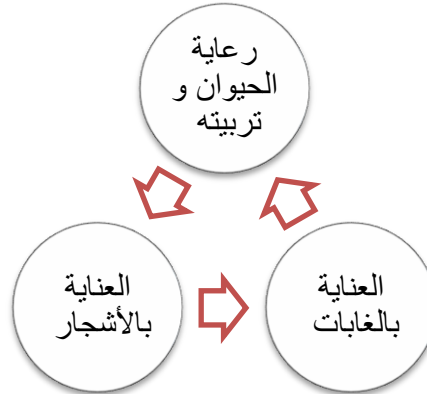 رعاية
الحيوان و
تربيته
العناية
بالأشجار
العناية
بالغابات